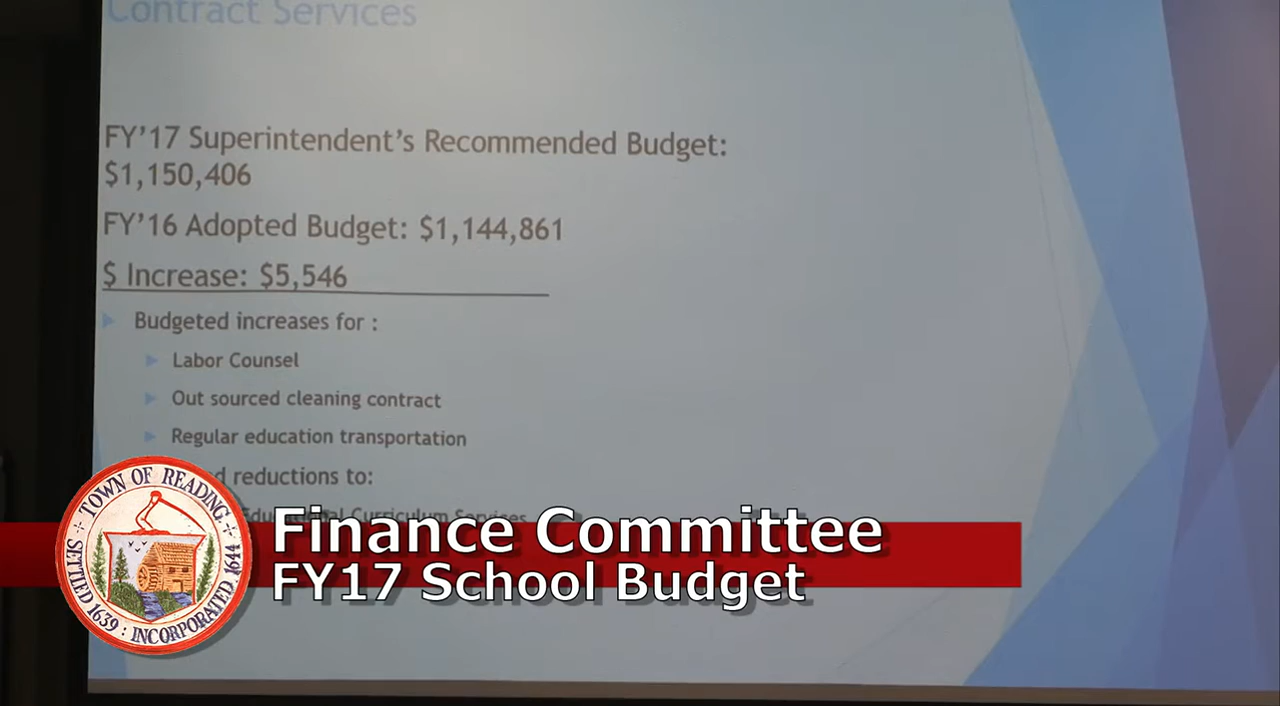 Contract Services
FY'17 Superintendent's Recommended Budget:
$1,150,406
FY'16 Adopted Budget: $1,144,861
$ Increase: $5,546
Budgeted increases for :
Labor Counsel
Out sourced cleaning contract
Regular education transportation
reductions to:
Curriculum Services
TOWN OF READING
SETTLED 1639 : INCORPORATED 1644
Finance Committee
FY17 School Budget